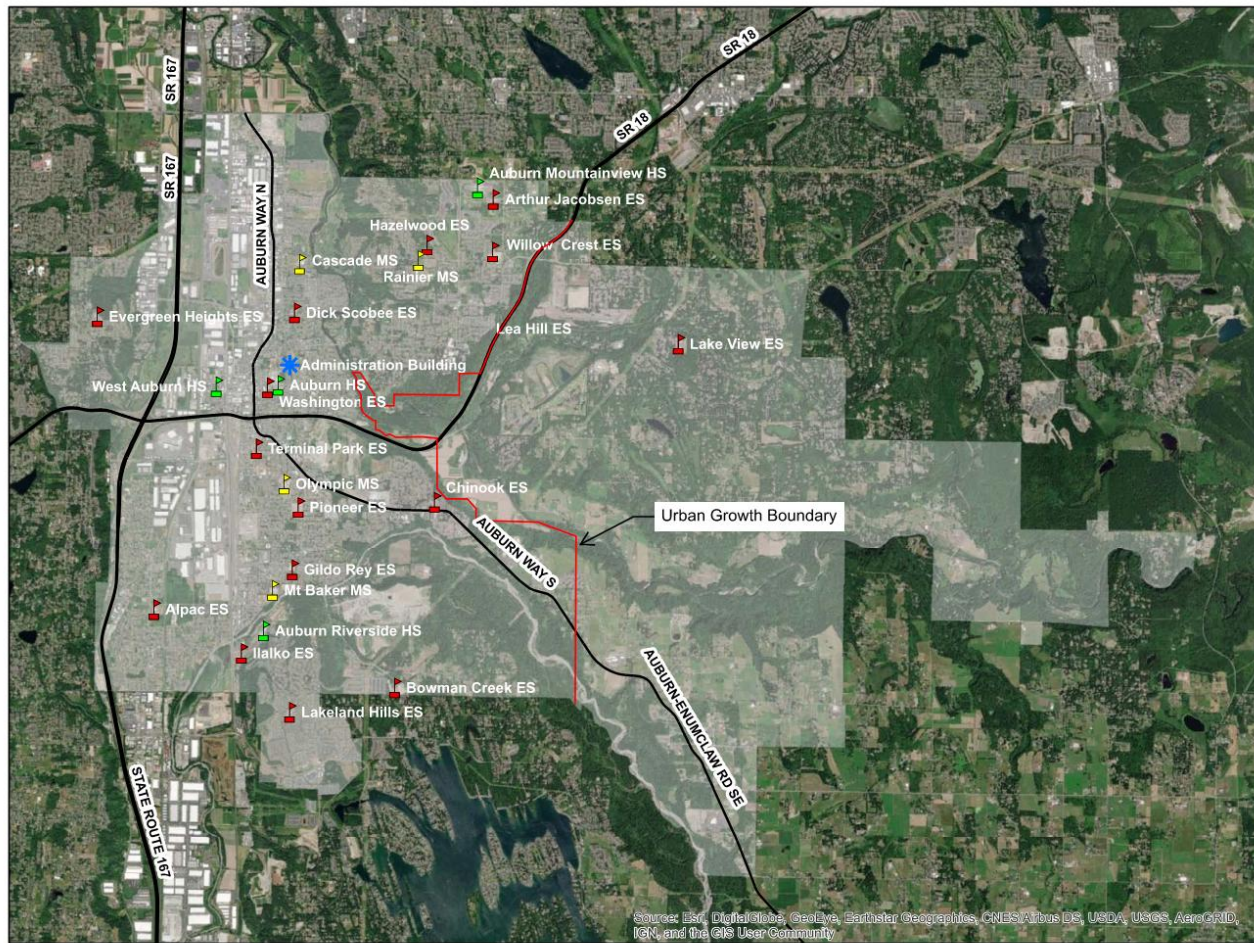 SR 167
SR 18
SR 167
SR 18
AUBURN WAY N
Auburn Mountainview HS
Arthur Jacobsen ES
Hazelwood ES
Willow Crest ES
Cascade MS
Rainier MS
Evergreen Heights ES
Dick Scobee ES
Lea Hill ES
Lake View ES
Administration Building
West Auburn HS
Auburn HS
Washington ES
Terminal Park ES
Olympic MS
Chinook ES
Pioneer ES
Urban Growth Boundary
AUBURN WAY S
Gildo Rey ES
Mt Baker MS
Alpac ES
Auburn Riverside HS
Ilalko ES
AUBURN-ENUMCLAW RD SE
Bowman Creek ES
Lakeland Hills ES
STATE ROUTE 167
Source: Esri, DigitalGlobe, GeoEye, Earthstar Geographics, CNES/Airbus DS, USDA, USGS, AeroGRID,
IGN, and the GIS User Community